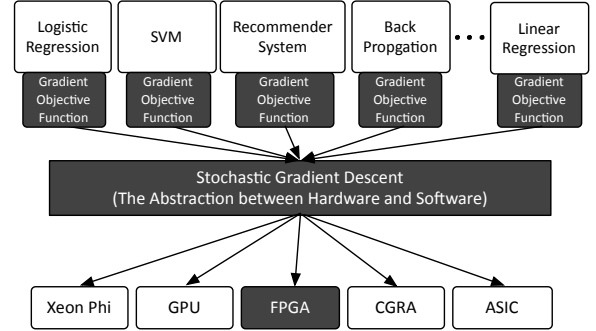 Logistic
Regression
SVM
Recommender
System
Back
Propgation
...
Linear
Regression
Gradient
Objective
Function
Gradient
Objective
Function
Gradient
Objective
Function
Gradient
Objective
Function
Gradient
Objective
Function
Stochastic Gradient Descent
(The Abstraction between Hardware and Software)
Xeon Phi
GPU
FPGA
CGRA
ASIC